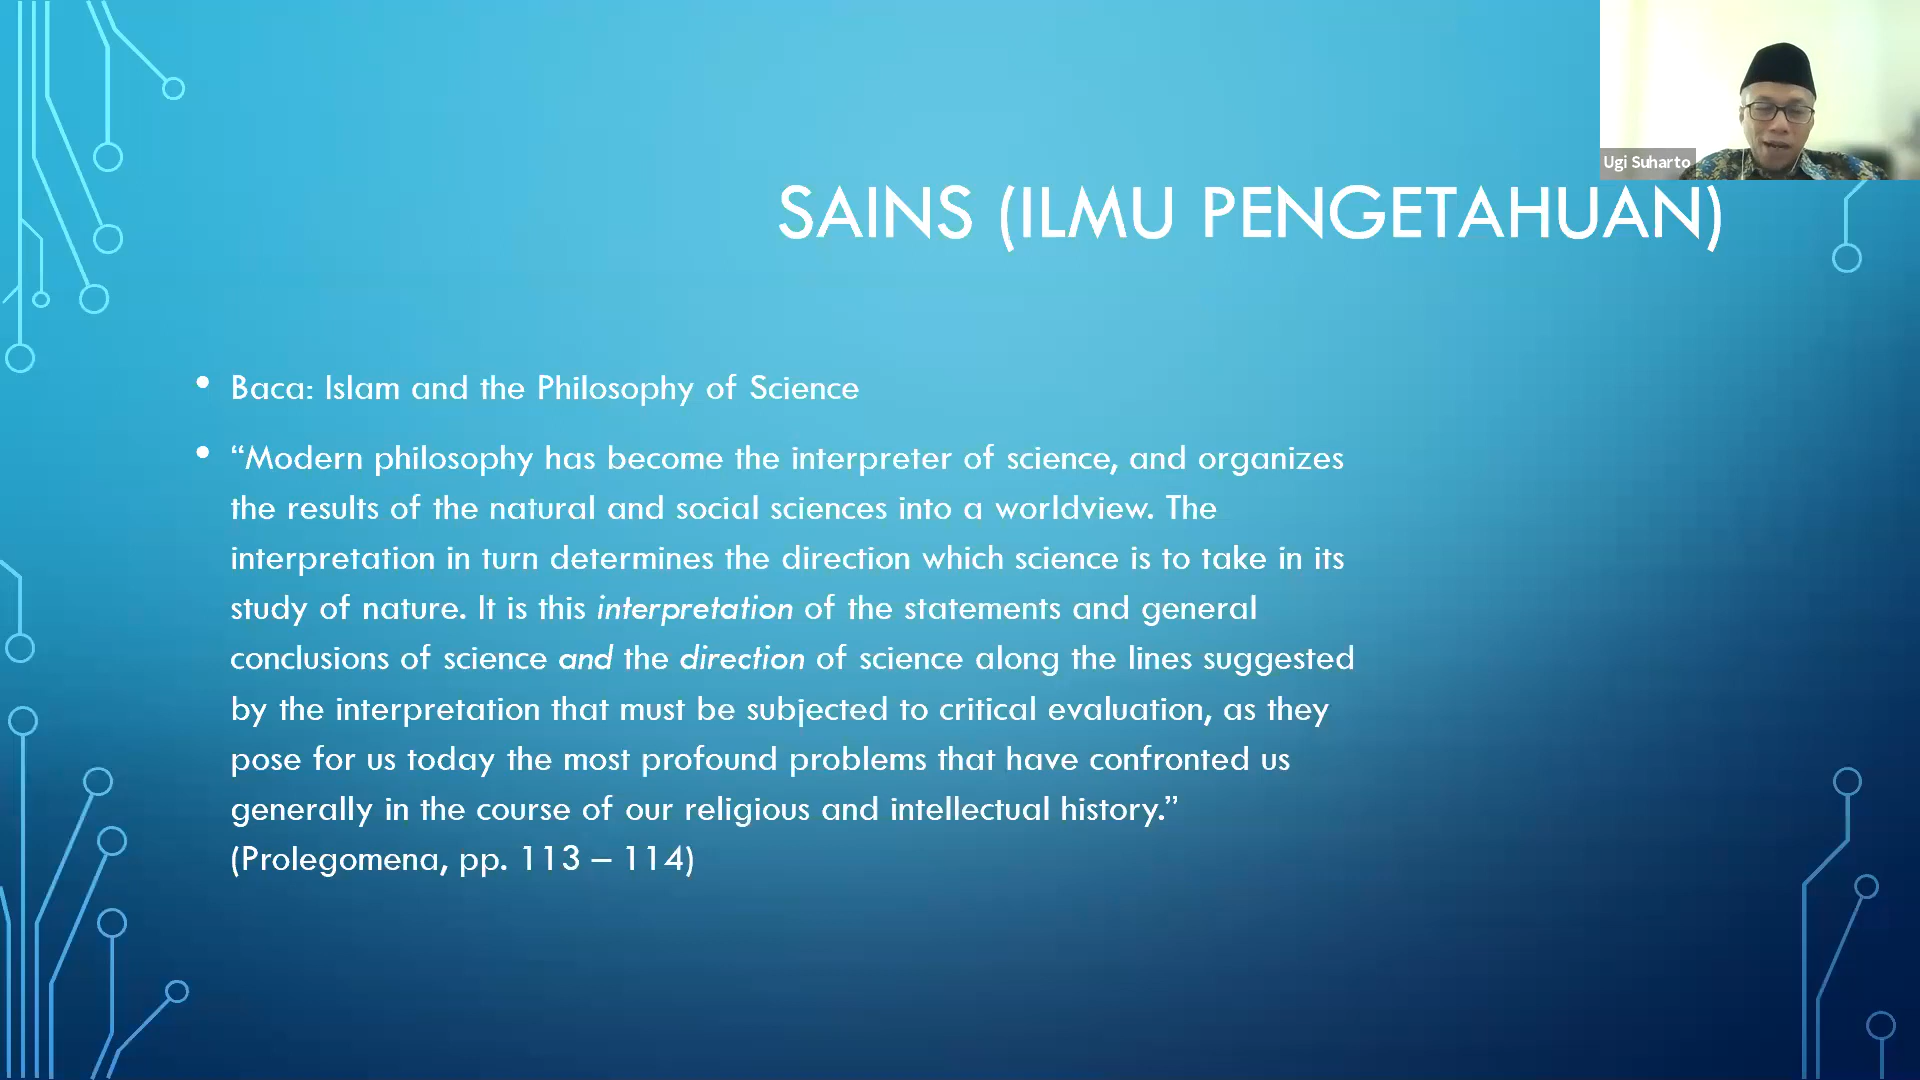 Ugi Suharto
SAINS (ILMU PENGETAHUAN)
• Baca: Islam and the Philosophy of Science
• “Modern philosophy has become the interpreter of science, and organizes
the results of the natural and social sciences into a worldview. The
interpretation in turn determines the direction which science is to take in its
study of nature. It is this interpretation of the statements and general
conclusions of science and the direction of science along the lines suggested
by the interpretation that must be subjected to critical evaluation, as they
pose for us today the most profound problems that have confronted us
generally in the course of our religious and intellectual history.”
(Prolegomena, pp. 113 – 114)